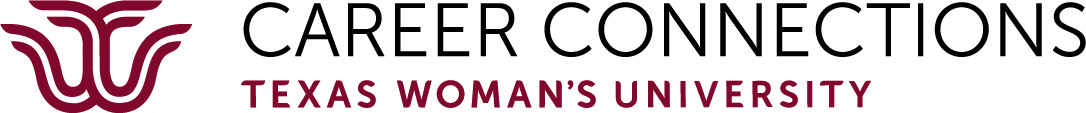 CAREER CONNECTIONS
TEXAS WOMAN'S UNIVERSITY